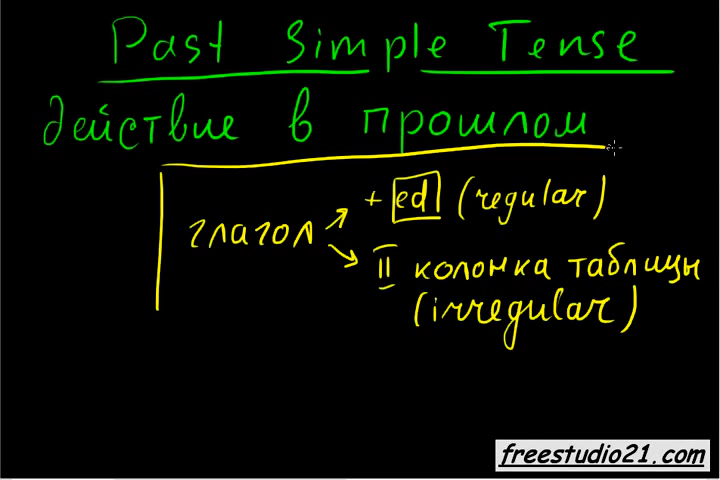 Past Simple Tense
действие в прошлом
глагол + ed (regular)
II колонка таблицы
(irregular)
freestudio21.com